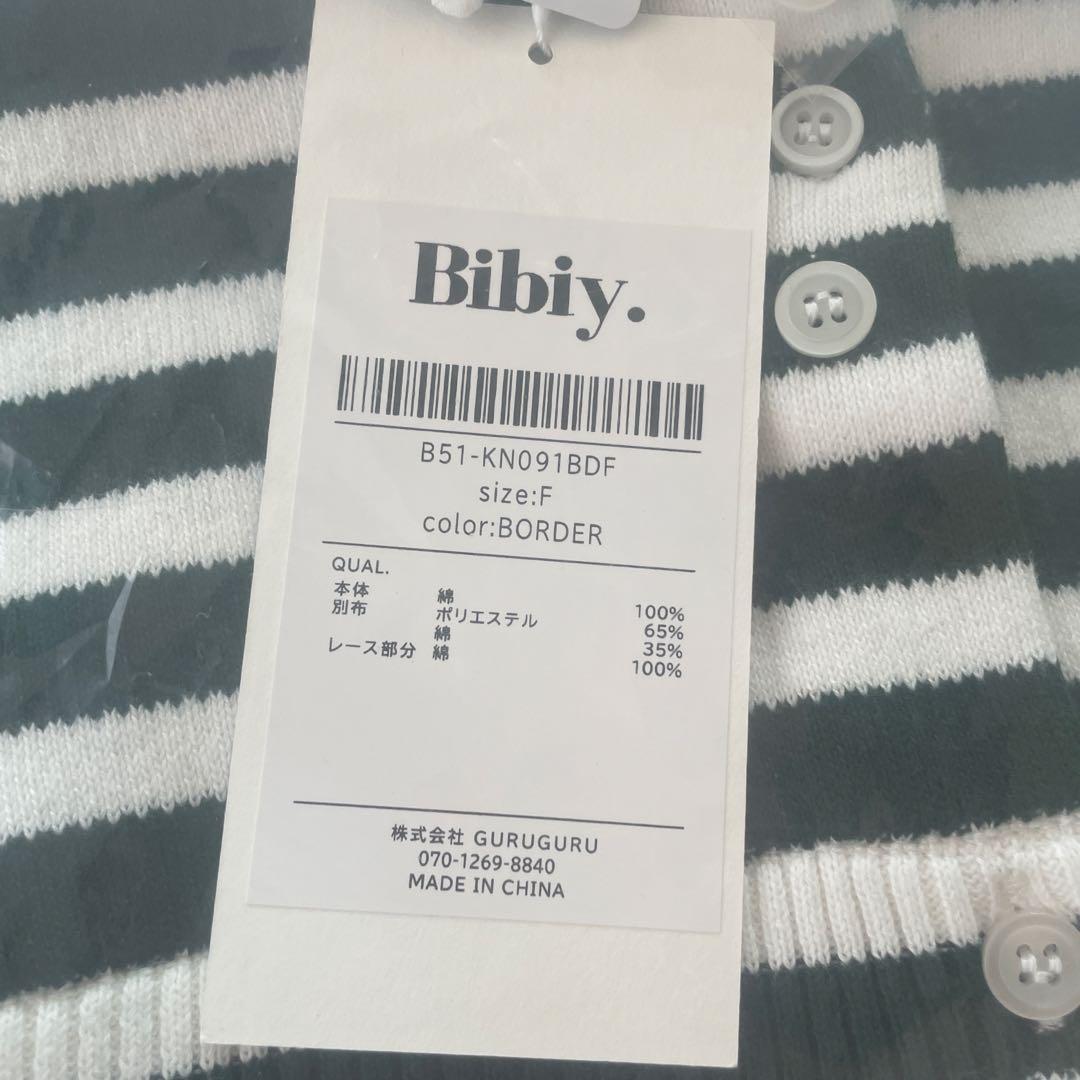 Bibiy.
B51-KN091BDF
size:F
color:BORDER
QUAL.
本体 綿 100%
別布 ポリエステル 65%
綿 35%
レース部分 綿 100%
株式会社 GURUGURU
070-1269-8840
MADE IN CHINA